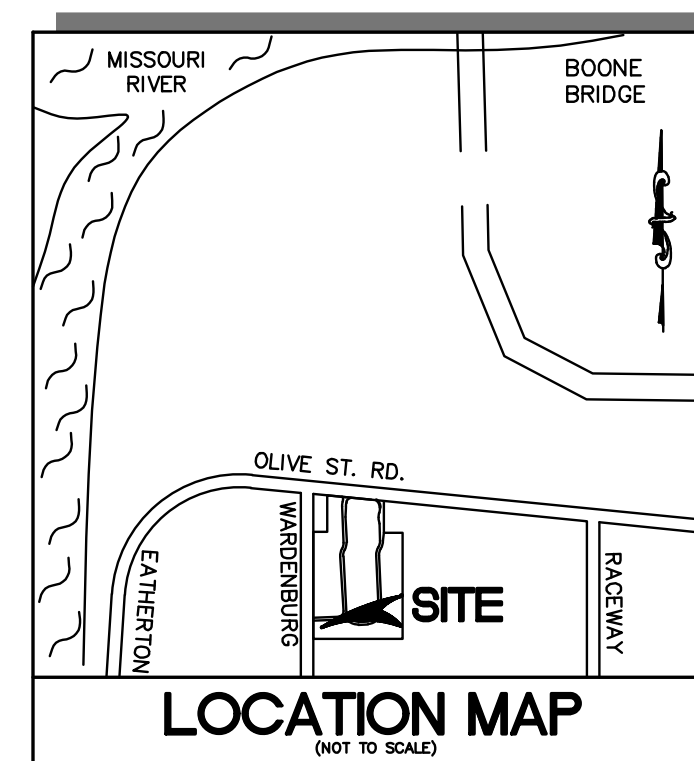 MISSOURI
RIVER
BOONE
BRIDGE
OLIVE ST. RD.
WARDENBURG
EATHERTON
RACEWAY
SITE
LOCATION MAP
(NOT TO SCALE)